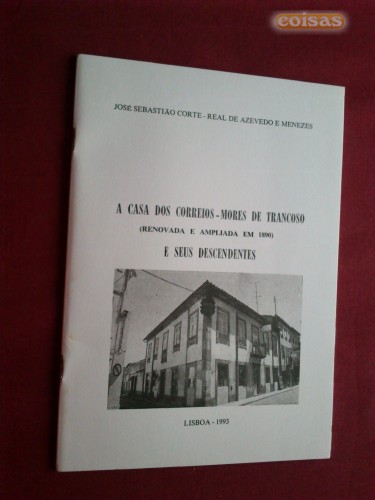 coisas
JOSE SEBASTIÃO CORTE-REAL DE AZEVEDO E MENEZES
A CASA DOS CORREIOS-MORES DE TRANCOSO
(RENOVADA E AMPLIADA EM 1890)
E SEUS DESCENDENTES
LISBOA - 1993